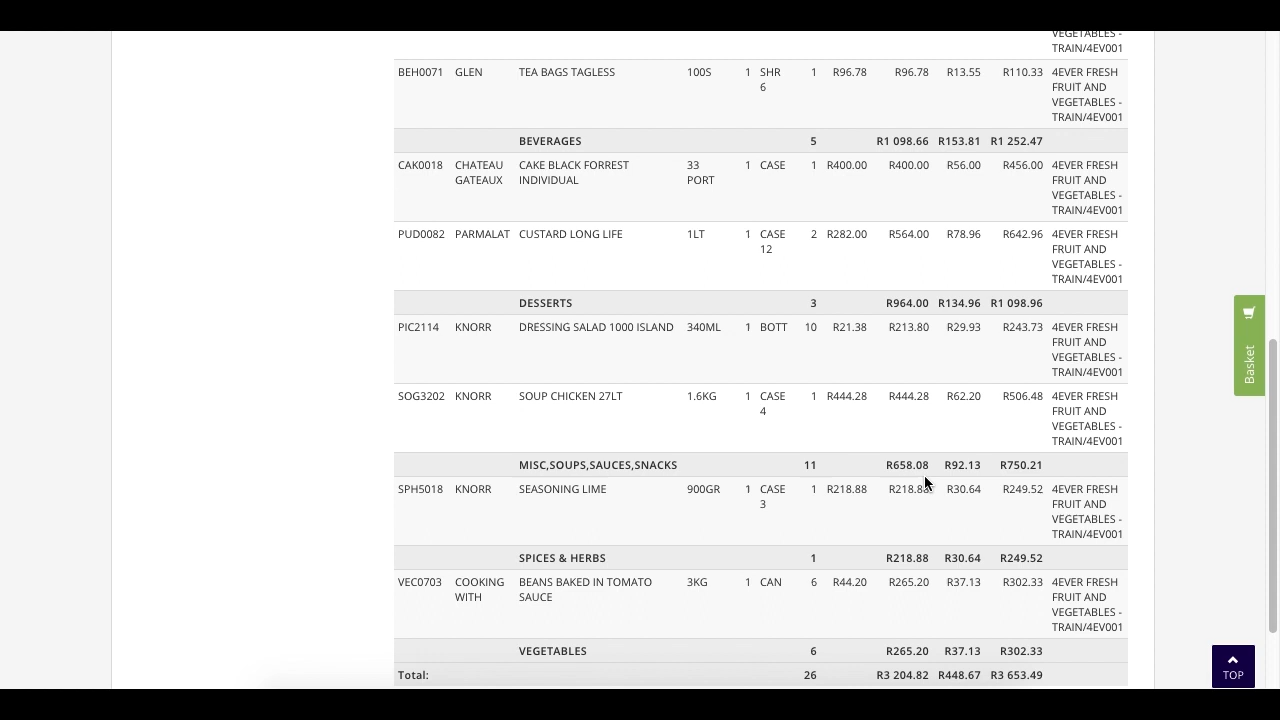 VEGETABLES -
TRAIN/4EV001
BEH0071 GLEN TEA BAGS TAGLESS 100S 1 SHR 1 R96.78 R96.78 R13.55 R110.33 4EVER FRESH
6 FRUIT AND
VEGETABLES -
TRAIN/4EV001
BEVERAGES 5 R1 098.66 R153.81 R1 252.47
CAK0018 CHATEAU CAKE BLACK FORREST 33 1 CASE 1 R400.00 R400.00 R56.00 R456.00 4EVER FRESH
GATEAUX INDIVIDUAL PORT FRUIT AND
VEGETABLES -
TRAIN/4EV001
PUD0082 PARMALAT CUSTARD LONG LIFE 1LT 1 CASE 2 R282.00 R564.00 R78.96 R642.96 4EVER FRESH
12 FRUIT AND
VEGETABLES -
TRAIN/4EV001
DESSERTS 3 R964.00 R134.96 R1 098.96
PIC2114 KNORR DRESSING SALAD 1000 ISLAND 340ML 1 BOTT 10 R21.38 R213.80 R29.93 R243.73 4EVER FRESH
FRUIT AND
VEGETABLES -
TRAIN/4EV001
SOG3202 KNORR SOUP CHICKEN 27LT 1.6KG 1 CASE 1 R444.28 R444.28 R62.20 R506.48 4EVER FRESH
4 FRUIT AND
VEGETABLES -
TRAIN/4EV001
MISC,SOUPS,SAUCES,SNACKS 11 R658.08 R92.13 R750.21
SPH5018 KNORR SEASONING LIME 900GR 1 CASE 1 R218.88 R218.88 R30.64 R249.52 4EVER FRESH
3 FRUIT AND
VEGETABLES -
TRAIN/4EV001
SPICES & HERBS 1 R218.88 R30.64 R249.52
VEC0703 COOKING BEANS BAKED IN TOMATO 3KG 1 CAN 6 R44.20 R265.20 R37.13 R302.33 4EVER FRESH
WITH SAUCE FRUIT AND
VEGETABLES -
TRAIN/4EV001
VEGETABLES 6 R265.20 R37.13 R302.33
Total: 26 R3 204.82 R448.67 R3 653.49
Basket
TOP